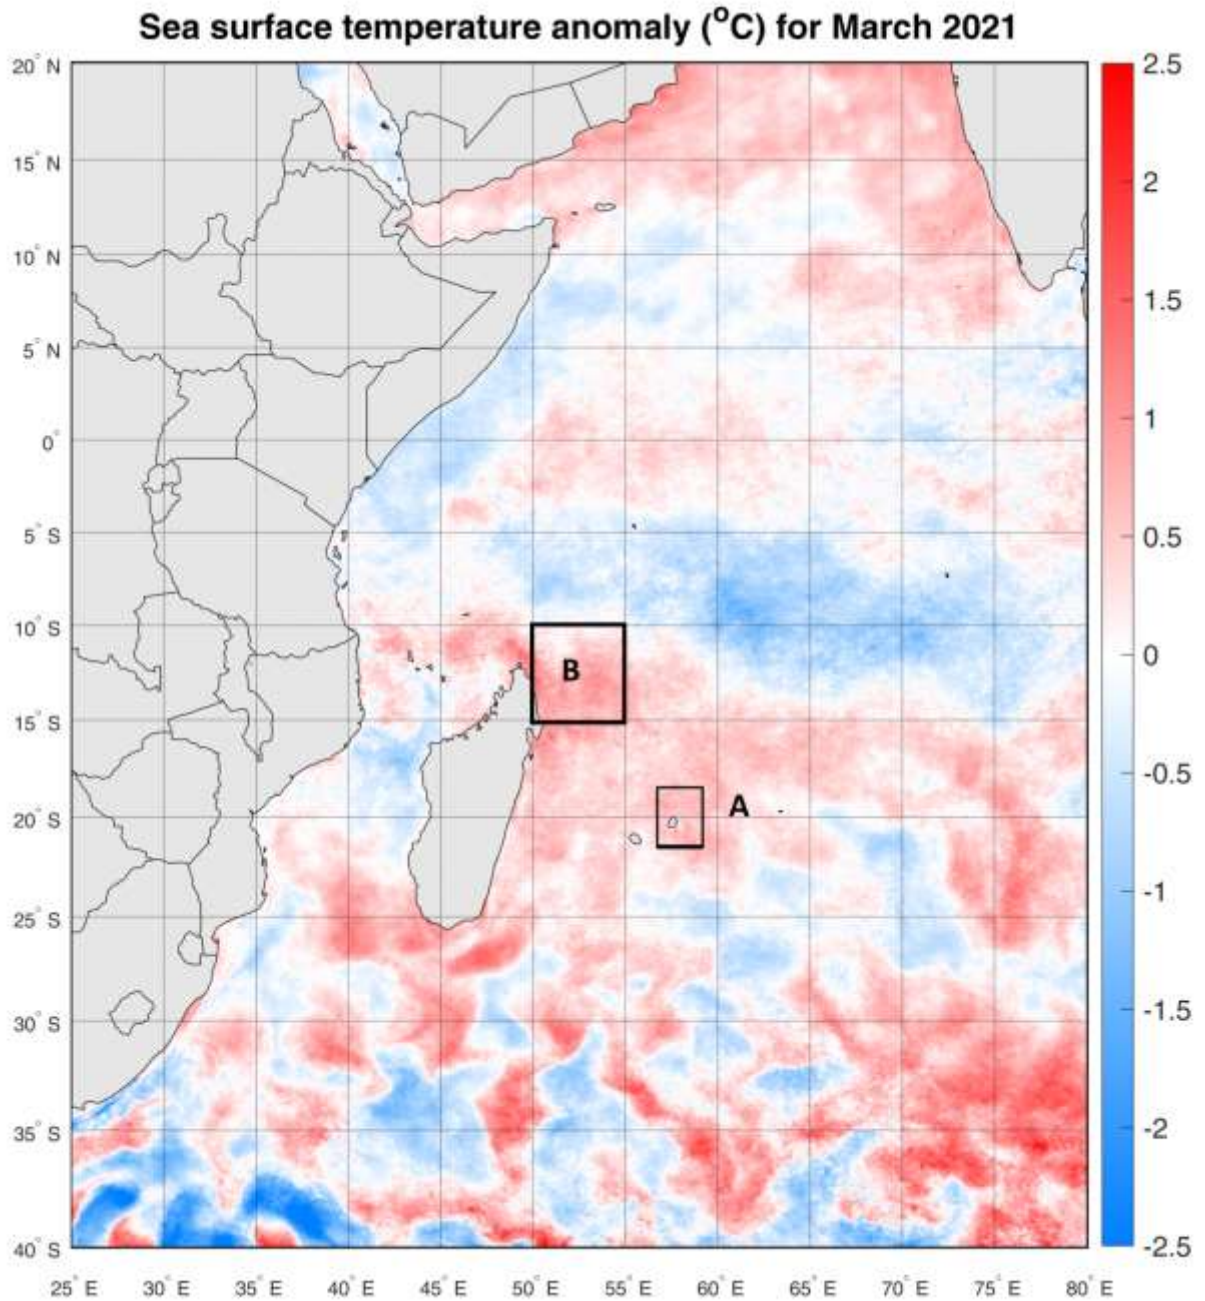 Sea surface temperature anomaly (°C) for March 2021
20° N
15° N
10° N
5° N
0°
5° S
10° S
15° S
20° S
25° S
30° S
35° S
40° S
B
A
25° E 30° E 35° E 40° E 45° E 50° E 55° E 60° E 65° E 70° E 75° E 80° E
2.5
2
1.5
1
0.5
0
-0.5
-1
-1.5
-2
-2.5